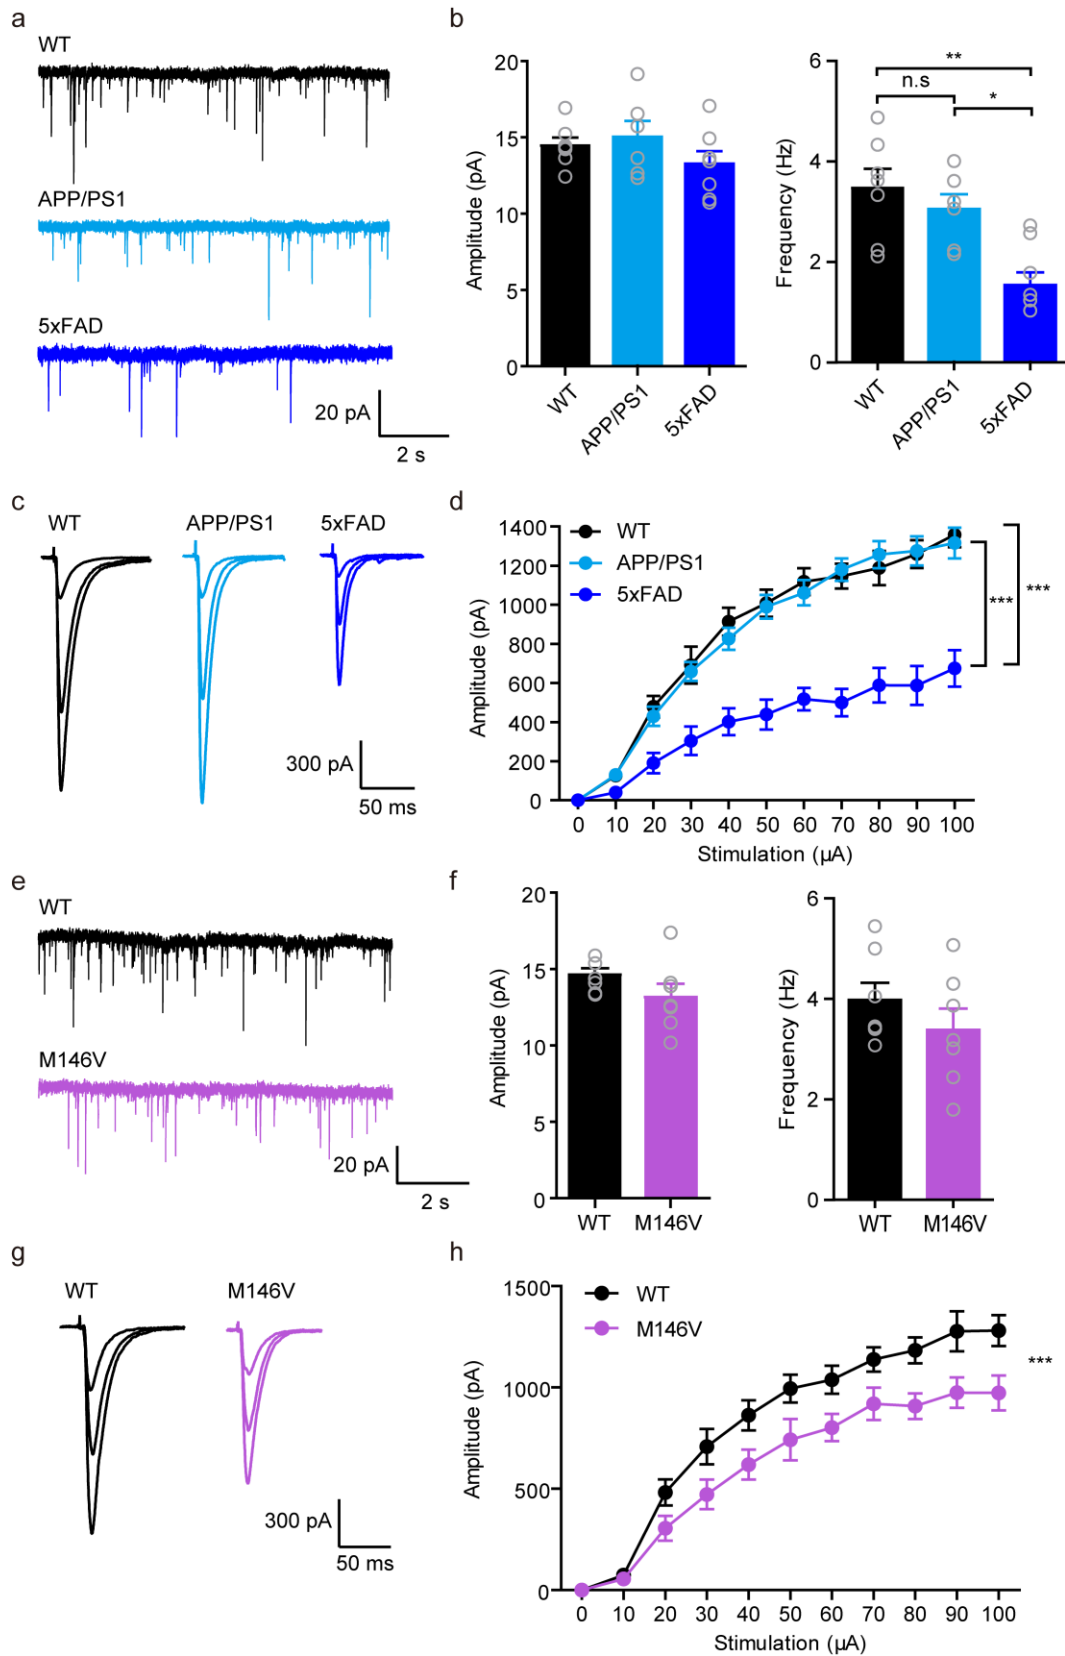 a
WT
APP/PS1
5xFAD
20 pA
2 s
b
20
15
10
5
0
Amplitude (pA)
WT
APP/PS1
5xFAD
6
4
2
0
Frequency (Hz)
**
n.s
*
WT
APP/PS1
5xFAD
c
WT
APP/PS1
5xFAD
300 pA
50 ms
d
1400
1200
1000
800
600
400
200
0
Amplitude (pA)
WT
APP/PS1
5xFAD
***
***
0 10 20 30 40 50 60 70 80 90 100
Stimulation (µA)
e
WT
M146V
20 pA
2 s
f
20
15
10
5
0
Amplitude (pA)
WT M146V
6
4
2
0
Frequency (Hz)
WT M146V
g
WT
M146V
300 pA
50 ms
h
1500
1000
500
0
Amplitude (pA)
WT
M146V
***
0 10 20 30 40 50 60 70 80 90 100
Stimulation (µA)